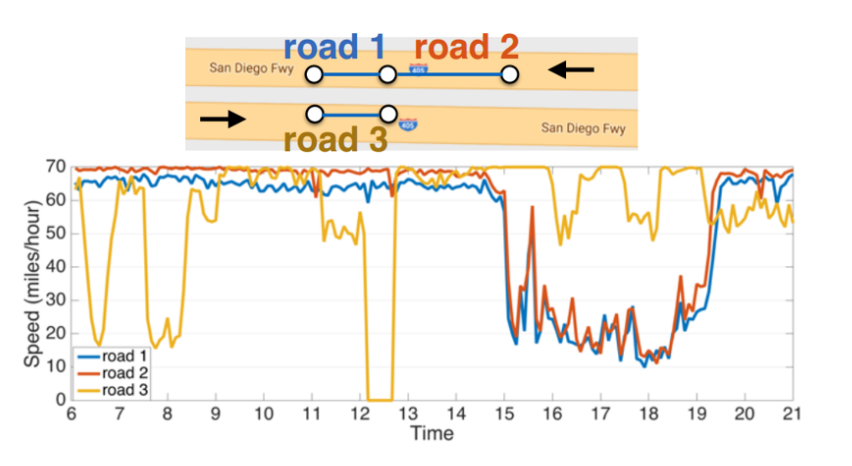 road 1 road 2
San Diego Fwy
405
405
San Diego Fwy
road 3
70
60
50
40
30
20
10
0
Speed (miles/hour)
road 1
road 2
road 3
6 7 8 9 10 11 12 13 14 15 16 17 18 19 20 21
Time